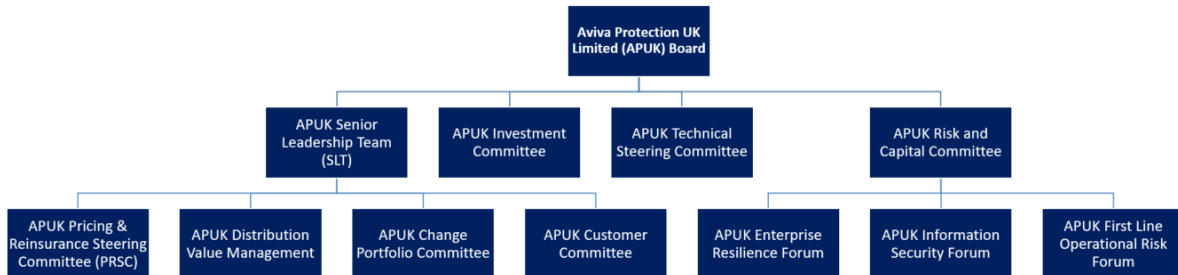 Aviva Protection UK
Limited (APUK) Board
APUK Senior
Leadership Team
(SLT)
APUK Investment
Committee
APUK Technical
Steering Committee
APUK Risk and
Capital Committee
APUK Pricing &
Reinsurance Steering
Committee (PRSC)
APUK Distribution
Value Management
APUK Change
Portfolio Committee
APUK Customer
Committee
APUK Enterprise
Resilience Forum
APUK Information
Security Forum
APUK First Line
Operational Risk
Forum